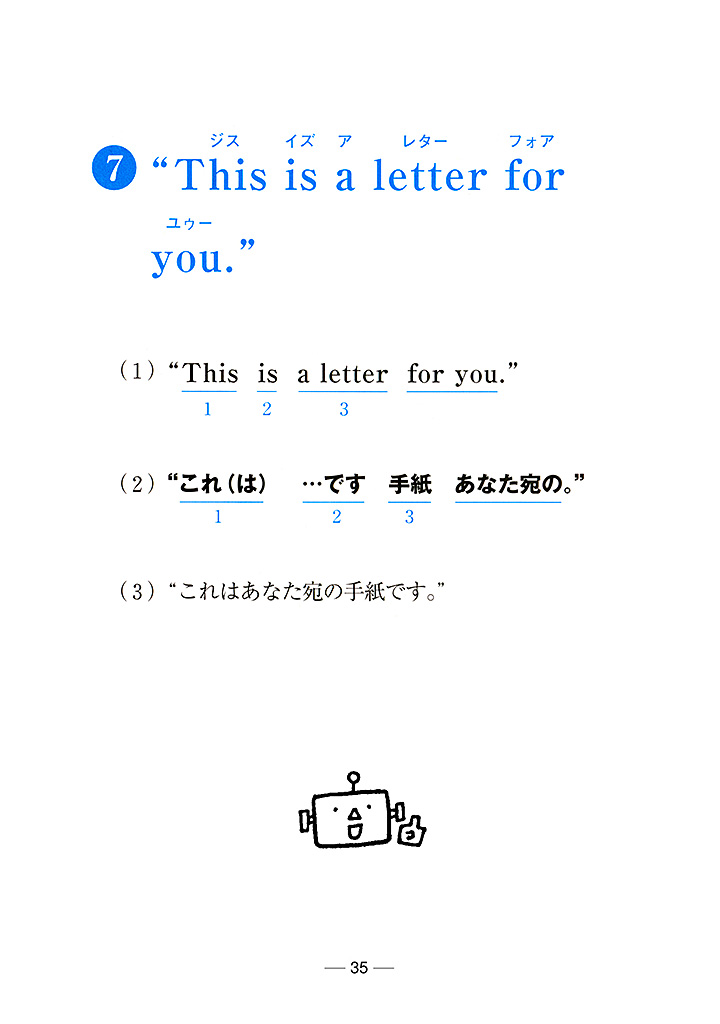 ジス イズ ア レター フォア
7 “This is a letter for
ユゥー
you.”
(1) “This is a letter for you.”
1 2 3
(2) “これ(は) …です 手紙 あなた宛の。”
1 2 3
(3) “これはあなた宛の手紙です。”
— 35 —